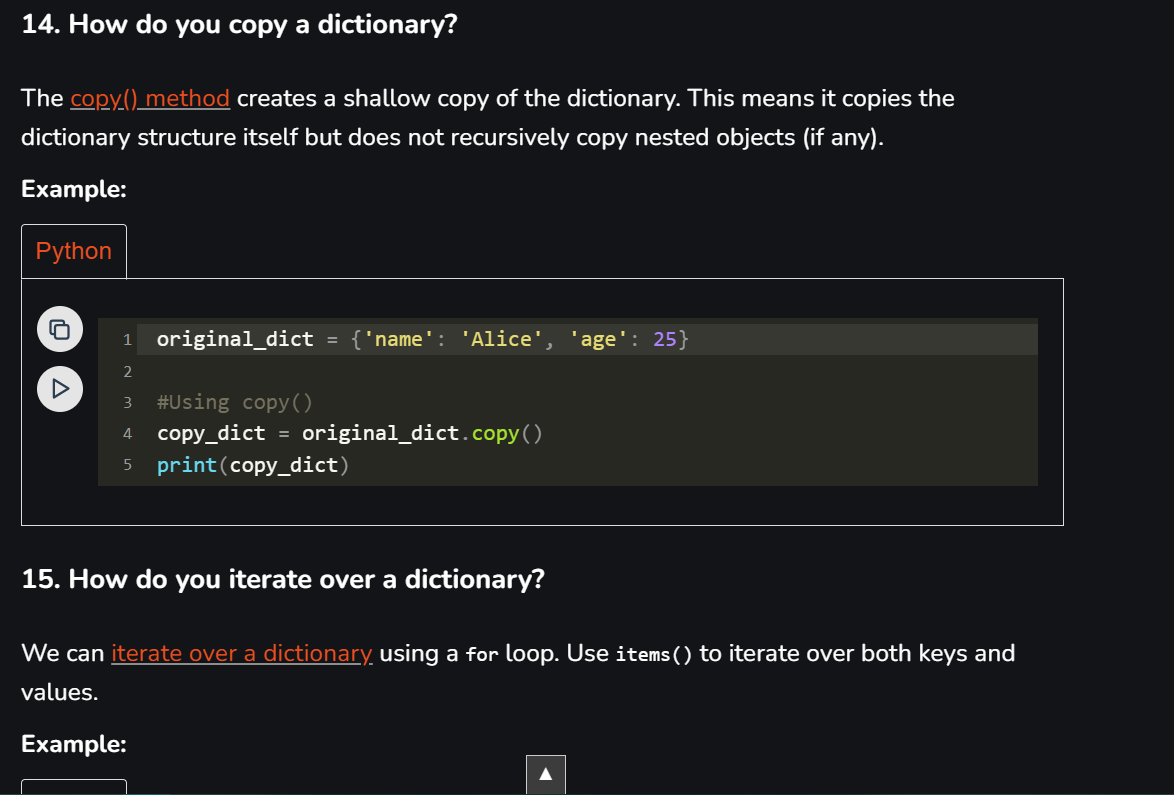 14. How do you copy a dictionary?
The copy() method creates a shallow copy of the dictionary. This means it copies the
dictionary structure itself but does not recursively copy nested objects (if any).
Example:
Python
1 original_dict = {'name': 'Alice', 'age': 25}
2
3 #Using copy()
4 copy_dict = original_dict.copy()
5 print(copy_dict)
15. How do you iterate over a dictionary?
We can iterate over a dictionary using a for loop. Use items() to iterate over both keys and
values.
Example: